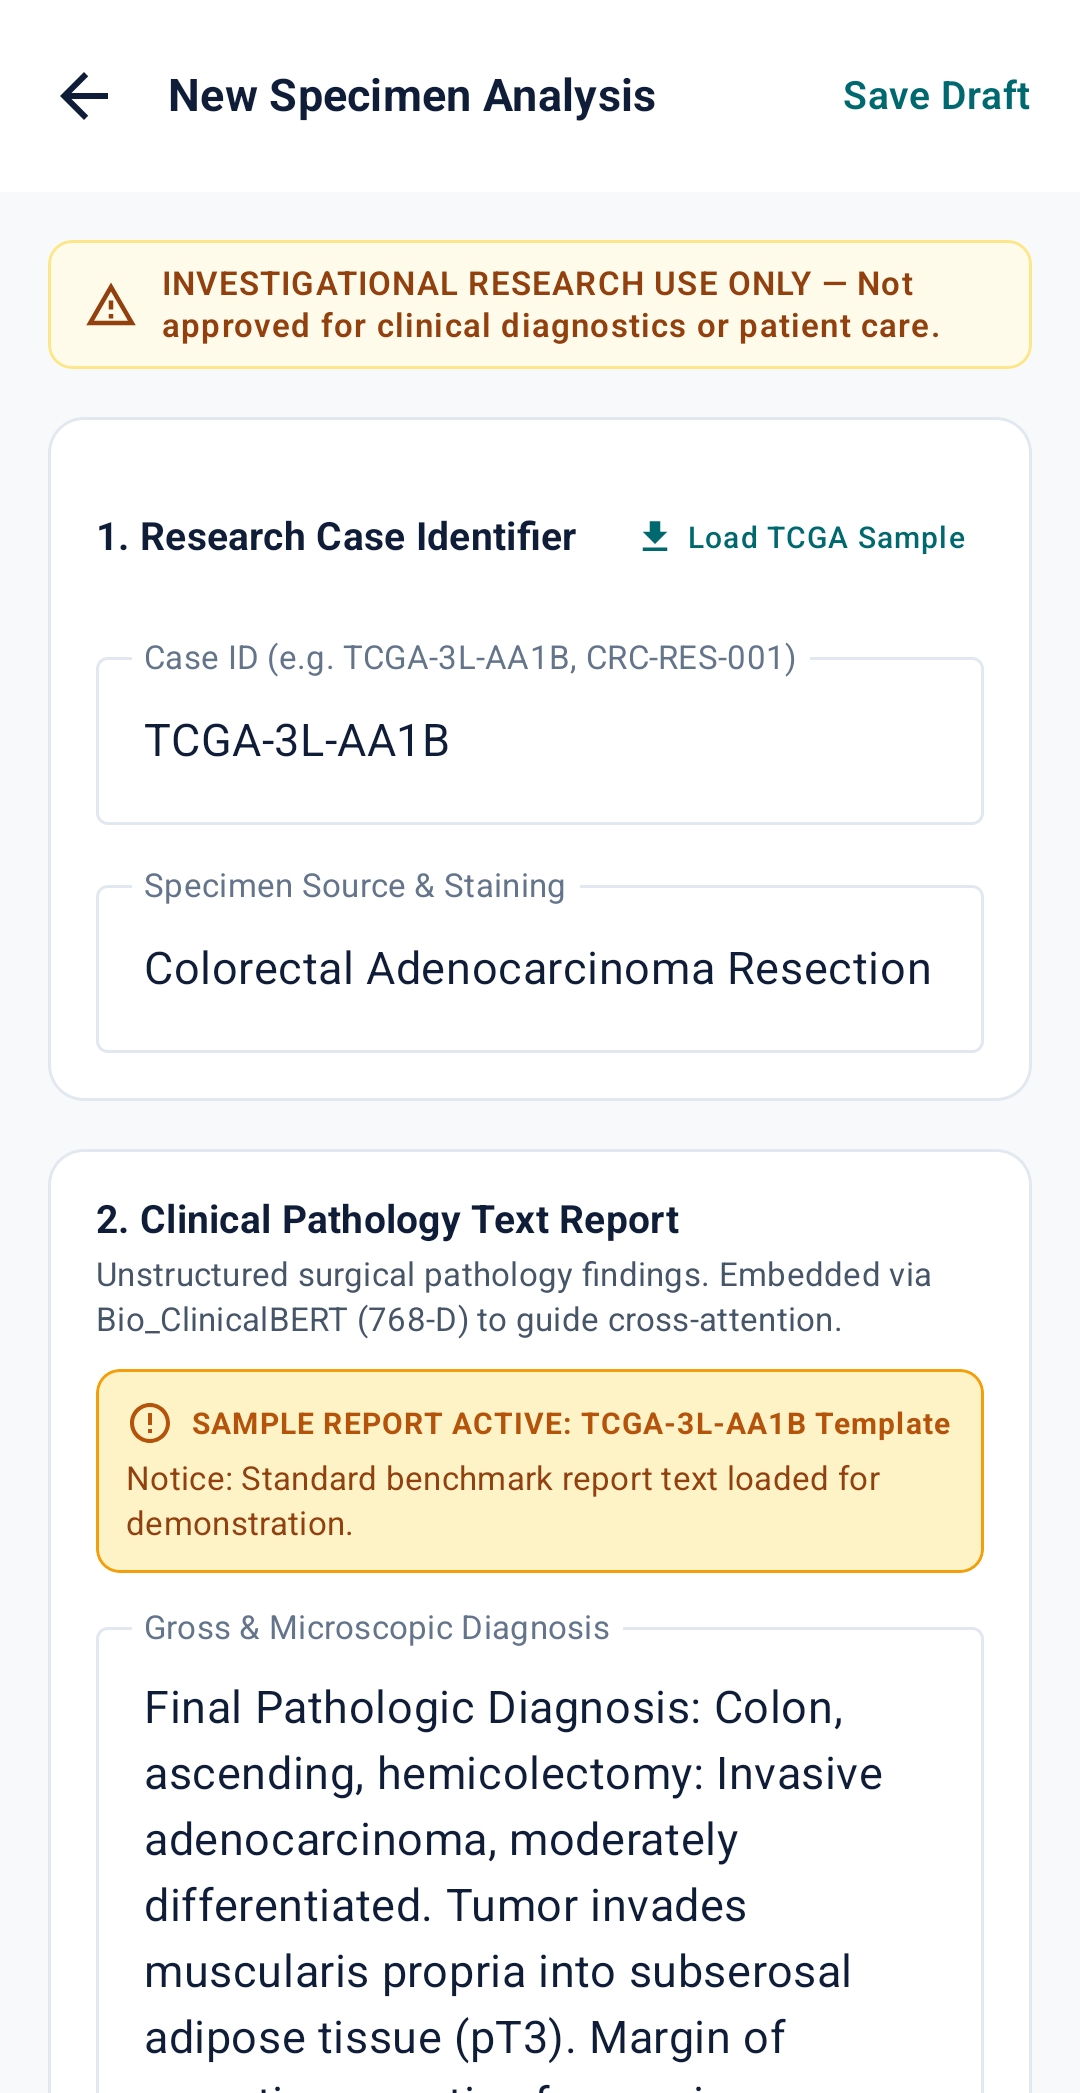 New Specimen Analysis
Save Draft
INVESTIGATIONAL RESEARCH USE ONLY — Not
approved for clinical diagnostics or patient care.
1. Research Case Identifier
Load TCGA Sample
Case ID (e.g. TCGA-3L-AA1B, CRC-RES-001)
TCGA-3L-AA1B
Specimen Source & Staining
Colorectal Adenocarcinoma Resection
2. Clinical Pathology Text Report
Unstructured surgical pathology findings. Embedded via
Bio_ClinicalBERT (768-D) to guide cross-attention.
SAMPLE REPORT ACTIVE: TCGA-3L-AA1B Template
Notice: Standard benchmark report text loaded for
demonstration.
Gross & Microscopic Diagnosis
Final Pathologic Diagnosis: Colon,
ascending, hemicolectomy: Invasive
adenocarcinoma, moderately
differentiated. Tumor invades
muscularis propria into subserosal
adipose tissue (pT3). Margin of